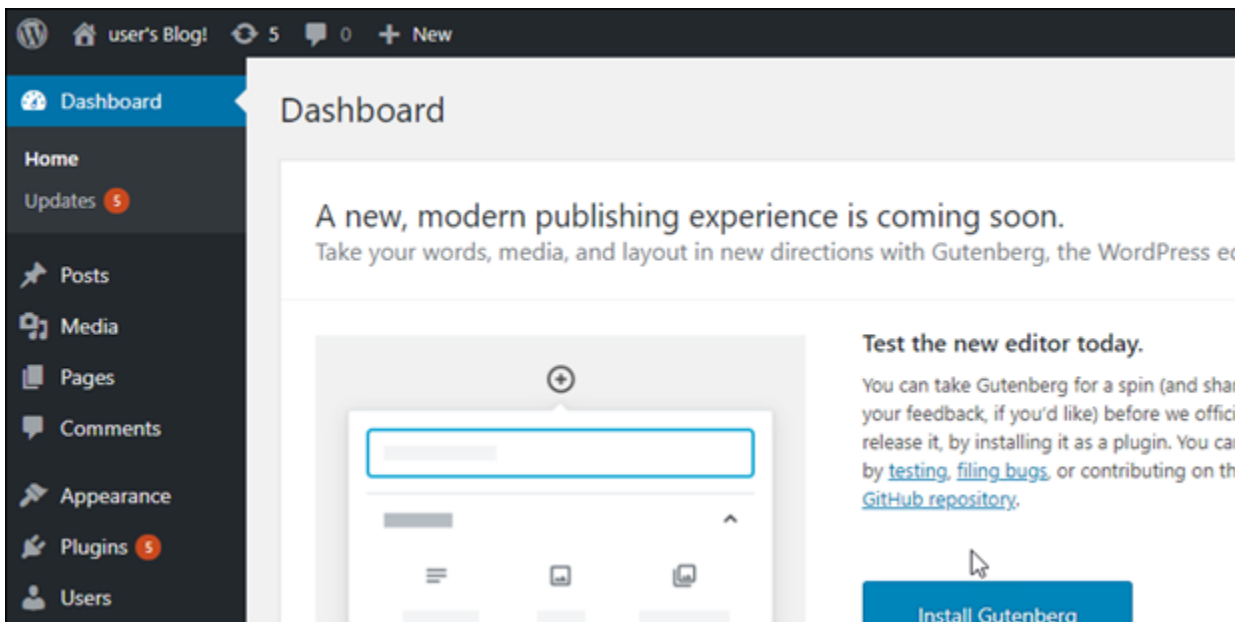 user's Blog! 5 0 New
Dashboard
Home
Updates 5
Posts
Media
Pages
Comments
Appearance
Plugins 5
Users
Dashboard
A new, modern publishing experience is coming soon.
Take your words, media, and layout in new directions with Gutenberg, the WordPress
Test the new editor today.
You can take Gutenberg for a spin (and
your feedback, if you'd like) before we
release it, by installing it as a plugin. You
by testing, filing bugs, or contributing on
GitHub repository.
Install Gutenberg